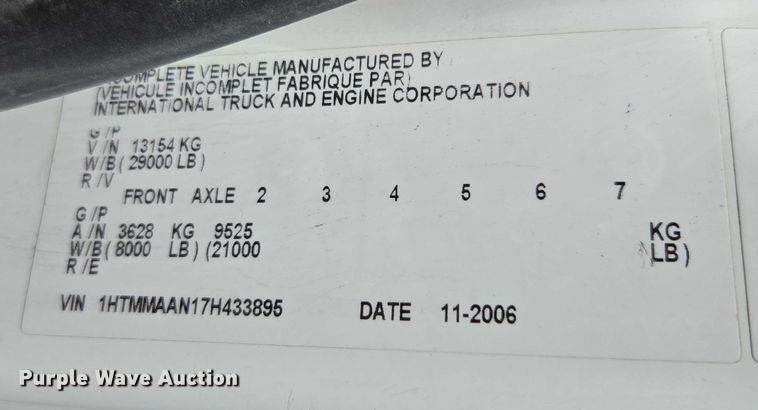 COMPLETE VEHICLE MANUFACTURED BY
(VEHICULE INCOMPLET FABRIQUE PAR)
INTERNATIONAL TRUCK AND ENGINE CORPORATION
G /P
V /N 13154 KG
W/B( 29000 LB )
R /V
FRONT AXLE 2 3 4 5 6 7
G /P
A /N 3628 KG 9525 KG
W/B( 8000 LB) (21000 LB)
R /E
VIN 1HTMMAAN17H433895 DATE 11-2006
Purple Wave Auction